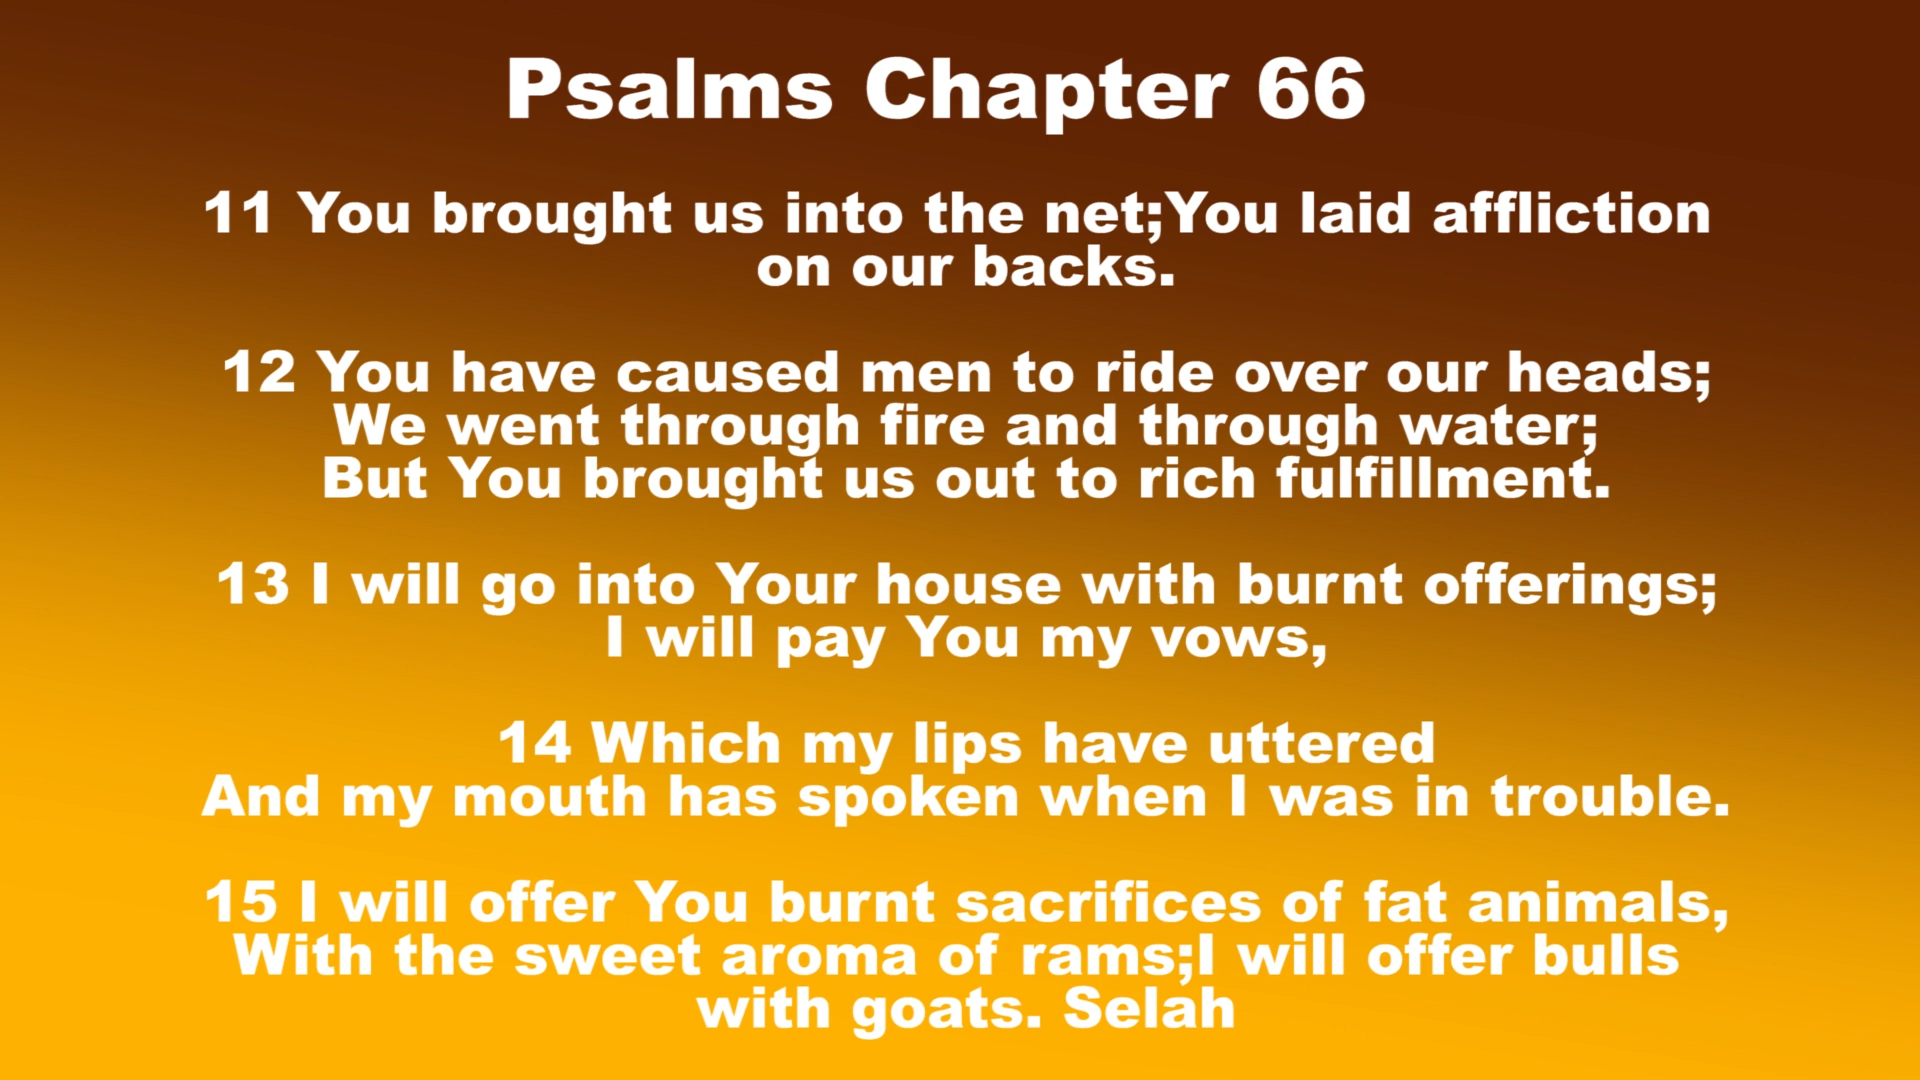 Psalms Chapter 66
11 You brought us into the net;You laid affliction
on our backs.
12 You have caused men to ride over our heads;
We went through fire and through water;
But You brought us out to rich fulfillment.
13 I will go into Your house with burnt offerings;
I will pay You my vows,
14 Which my lips have uttered
And my mouth has spoken when I was in trouble.
15 I will offer You burnt sacrifices of fat animals,
With the sweet aroma of rams;I will offer bulls
with goats. Selah